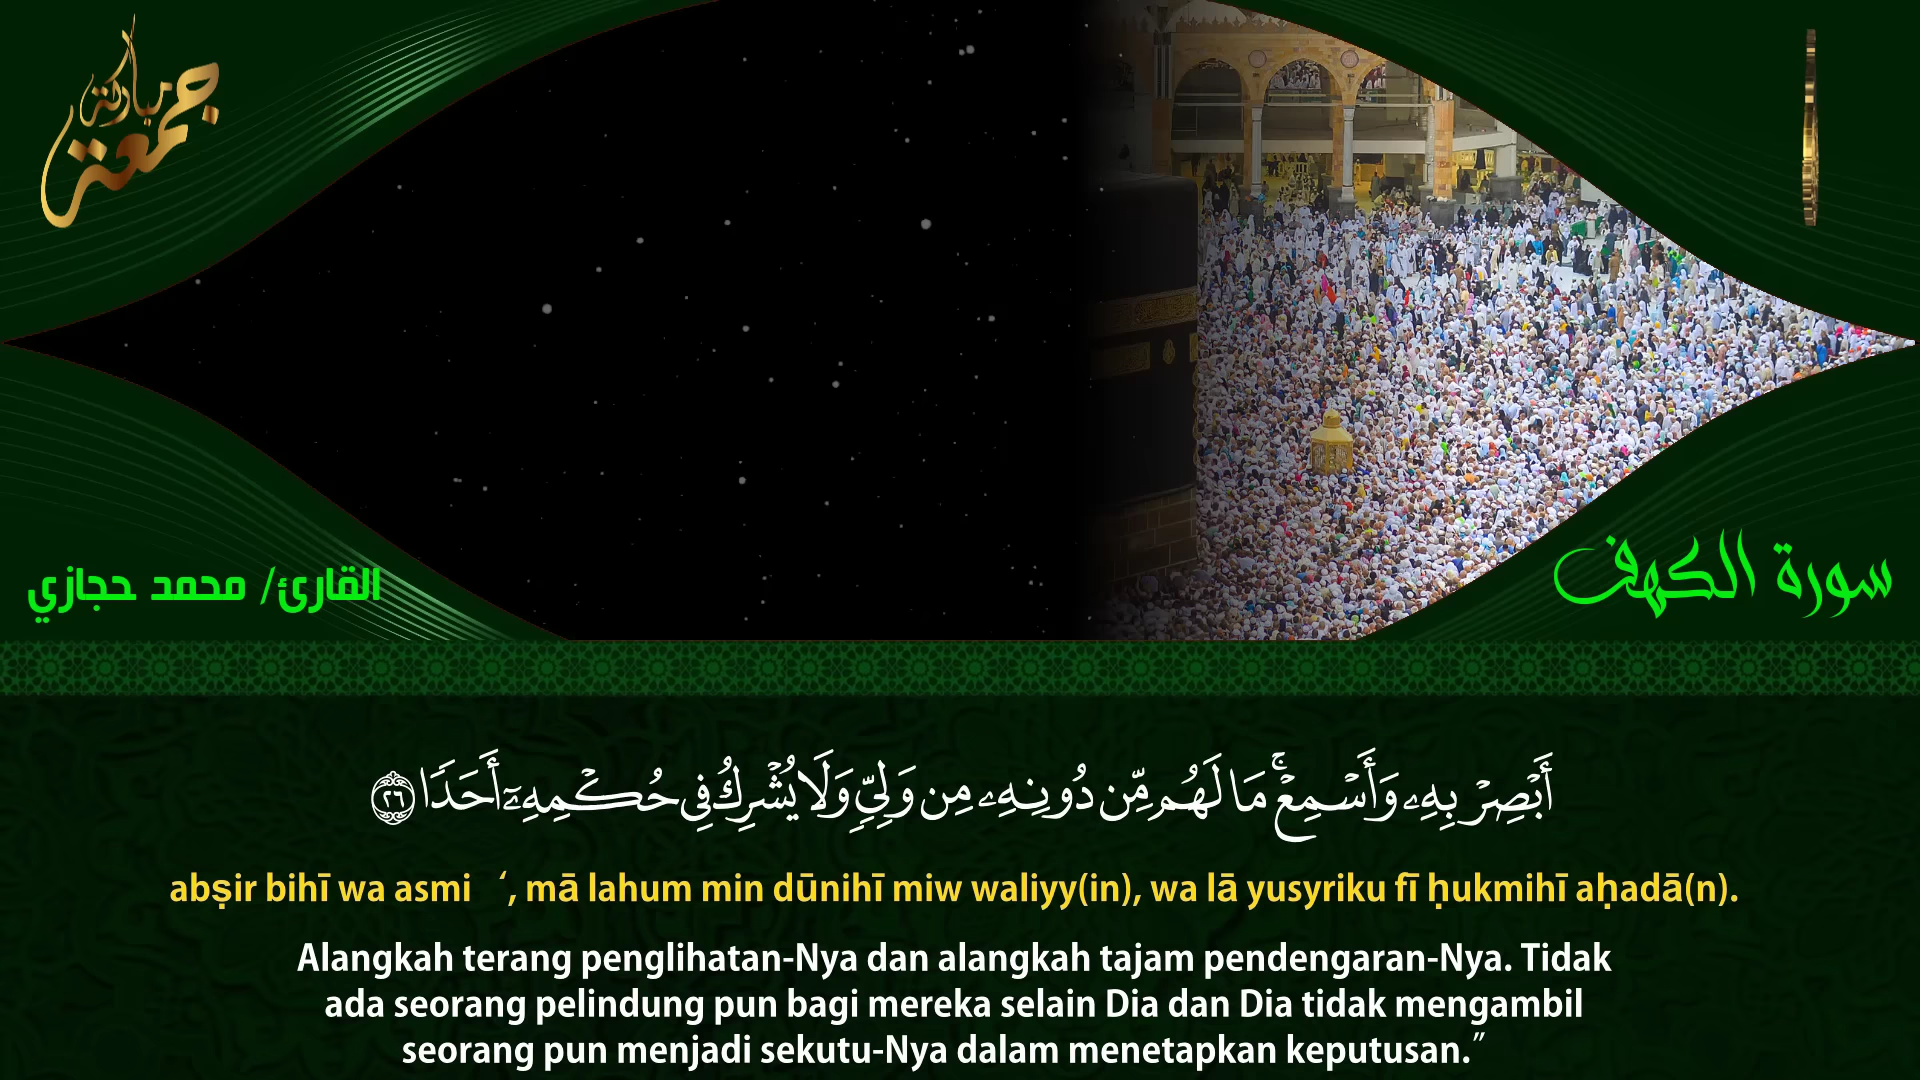 جمعة مباركة
القارئ/ محمد حجازي
سورة الكهف
أَبْصِرْ بِهِۦ وَأَسْمِعْ ۚ مَا لَهُم مِّن دُونِهِۦ مِن وَلِيٍّ وَلَا يُشْرِكُ فِى حُكْمِهِۦٓ أَحَدًا ٢٦
abṣir bihī wa asmi‘, mā lahum min dūnihī miw waliyy(in), wa lā yusyriku fī ḥukmihī aḥadā(n).
Alangkah terang penglihatan-Nya dan alangkah tajam pendengaran-Nya. Tidak
ada seorang pelindung pun bagi mereka selain Dia dan Dia tidak mengambil
seorang pun menjadi sekutu-Nya dalam menetapkan keputusan.”